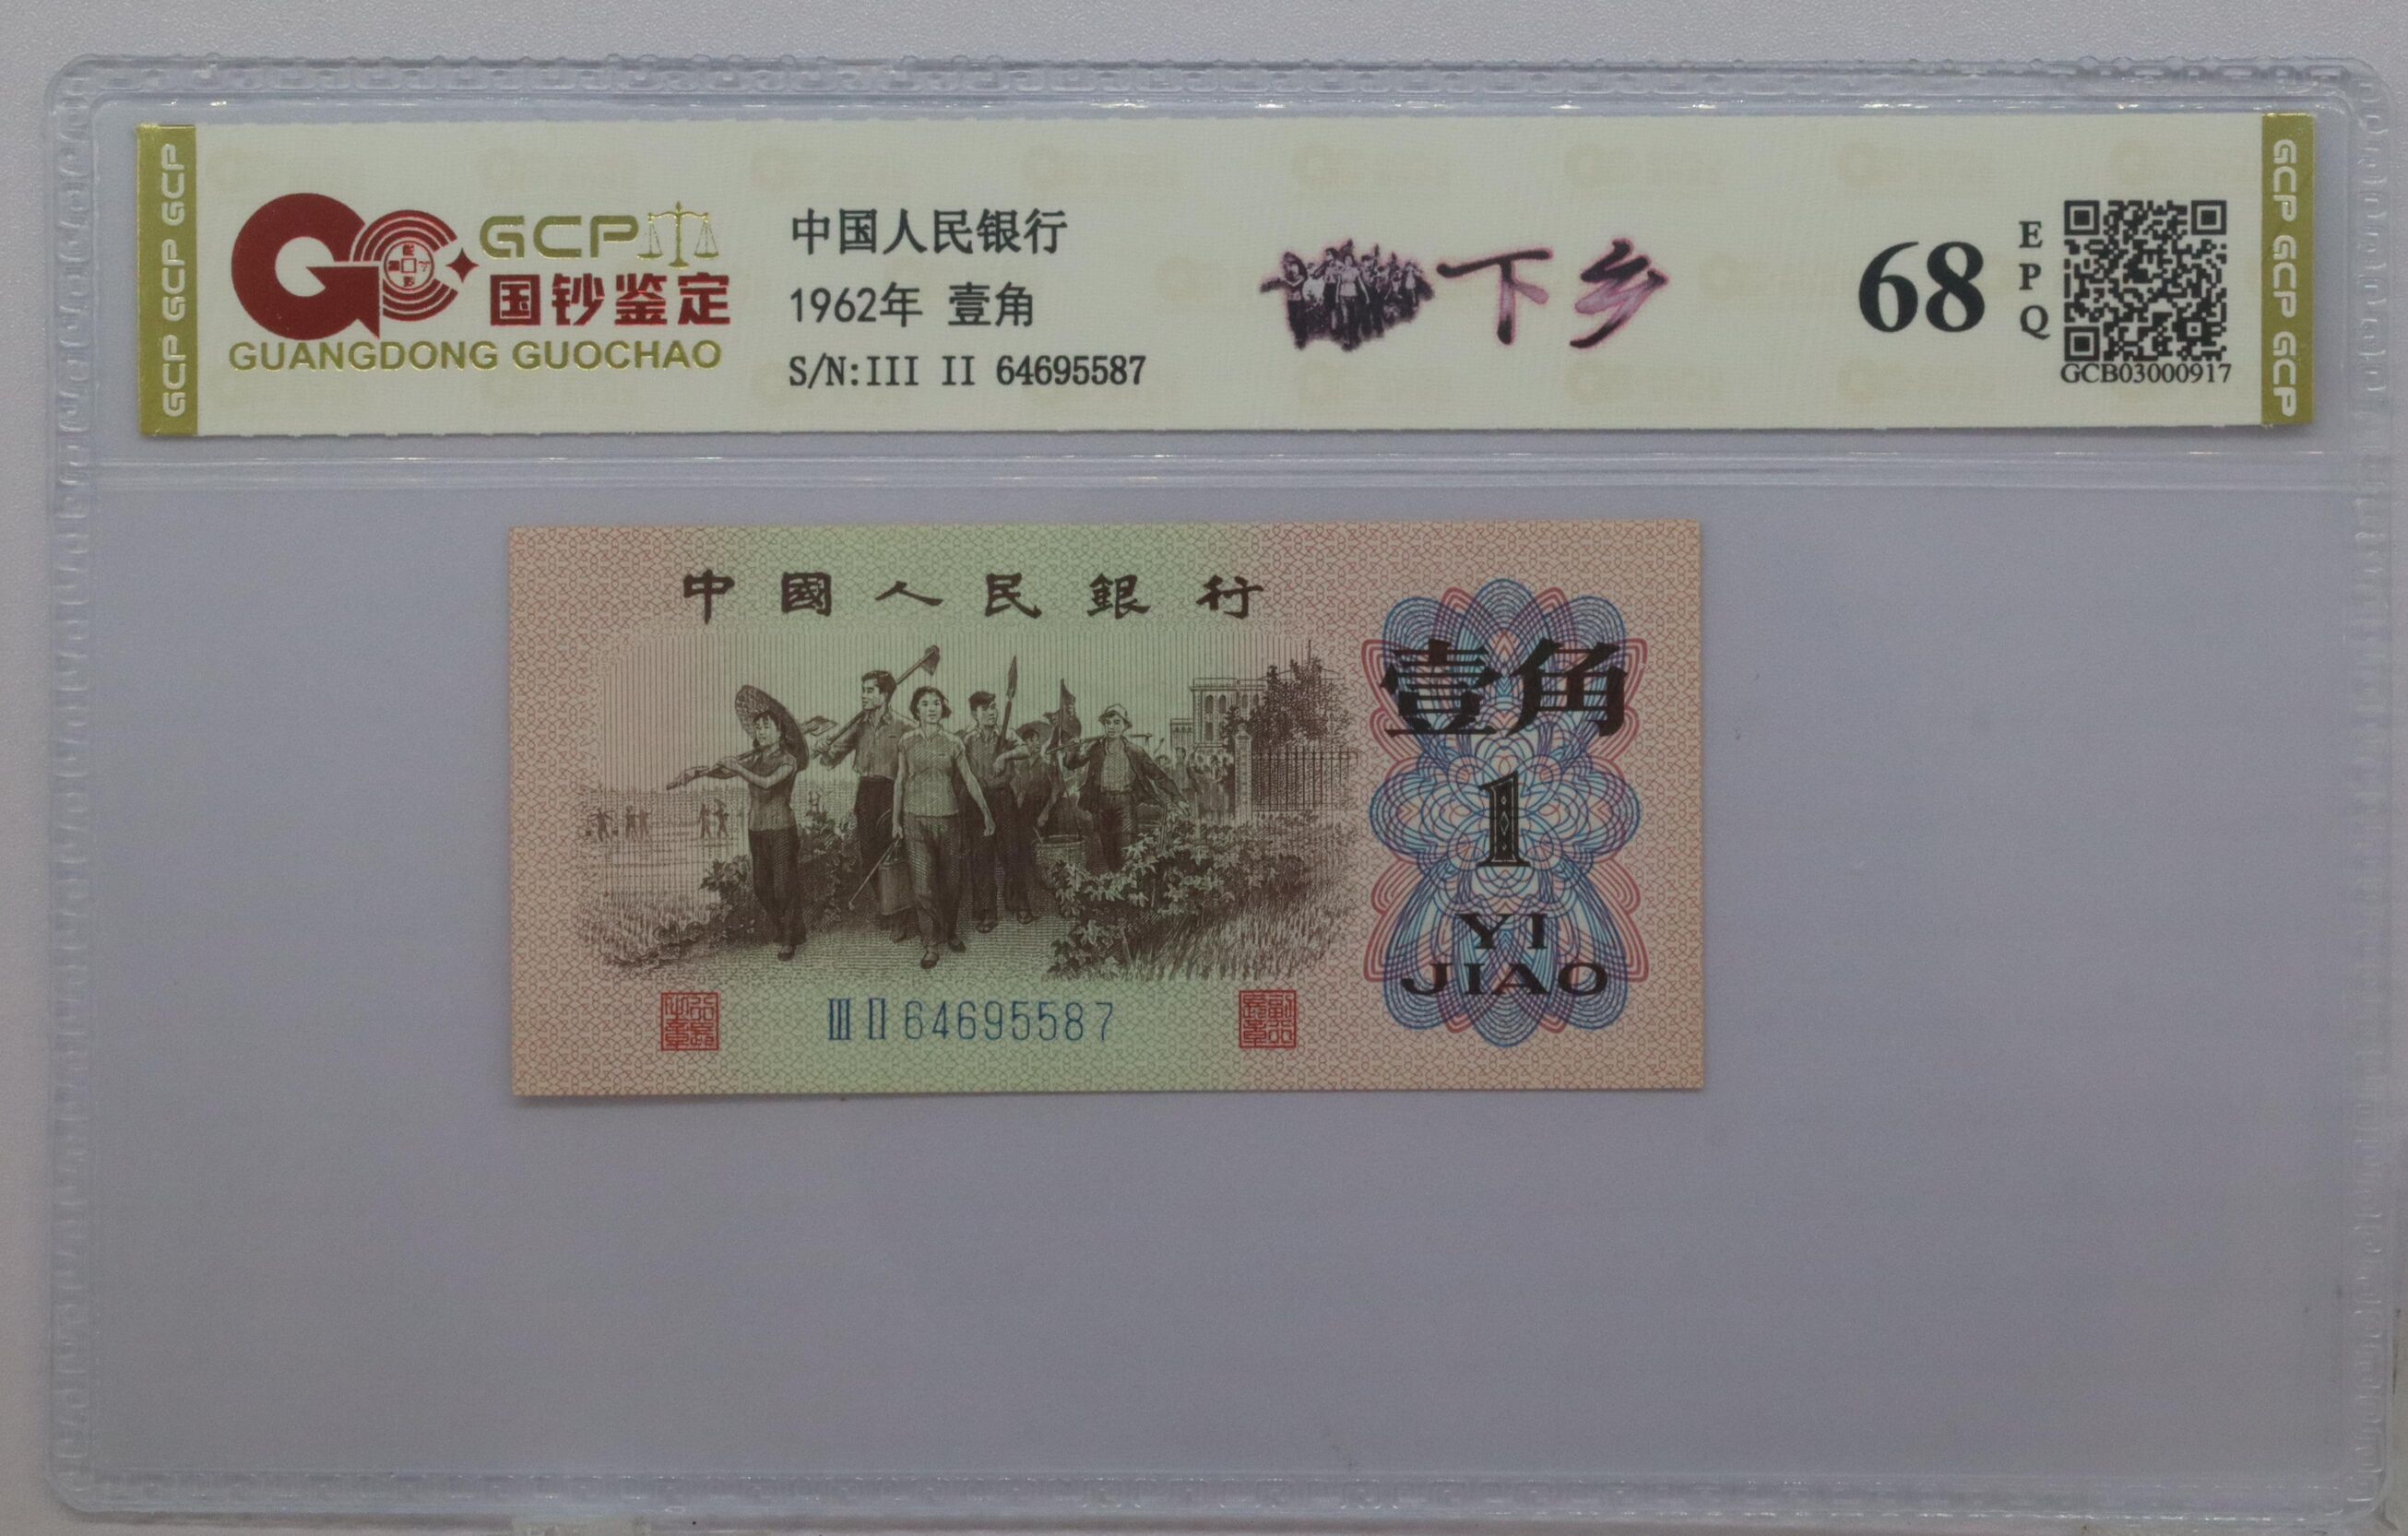 GCP GCP GCP
GCP
国钞鉴定
GUANGDONG GUOCHAO
中国人民银行
1962年 壹角
S/N:III II 64695587
下乡
68
EPQ
GCB03000917
GCP GCP GCP
中國人民銀行
壹角
1
YI
JIAO
III II 64695587